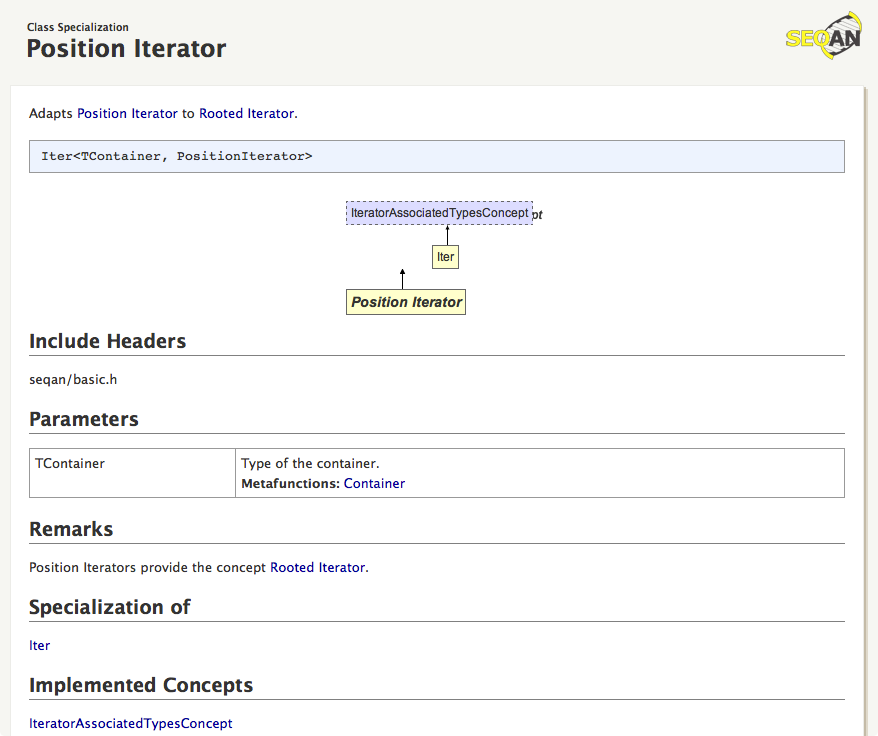 Class Specialization
Position Iterator
SEQAN
Adapts Position Iterator to Rooted Iterator.
Iter<TContainer, PositionIterator>
IteratorAssociatedTypesConcept
pt
Iter
Position Iterator
Include Headers
seqan/basic.h
Parameters
TContainer
Type of the container.
Metafunctions: Container
Remarks
Position Iterators provide the concept Rooted Iterator.
Specialization of
Iter
Implemented Concepts
IteratorAssociatedTypesConcept